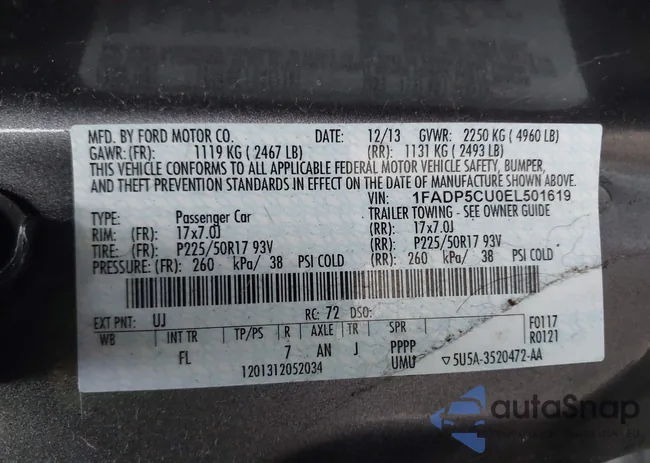 MFD. BY FORD MOTOR CO. DATE: 12/13 GVWR: 2250 KG ( 4960 LB)
GAWR: (FR): 1119 KG ( 2467 LB) (RR): 1131 KG ( 2493 LB)
THIS VEHICLE CONFORMS TO ALL APPLICABLE FEDERAL MOTOR VEHICLE SAFETY, BUMPER,
AND THEFT PREVENTION STANDARDS IN EFFECT ON THE DATE OF MANUFACTURE SHOWN ABOVE.
VIN: 1FADP5CU0EL501619
TYPE: Passenger Car TRAILER TOWING - SEE OWNER GUIDE
RIM: (FR): 17x7.0J (RR): 17x7.0J
TIRE: (FR): P225/50R17 93V (RR): P225/50R17 93V
PRESSURE: (FR): 260 kPa/ 38 PSI COLD (RR): 260 kPa/ 38 PSI COLD
EXT PNT: UJ RC: 72 DSO: F0117
WB INT TR TP/PS R AXLE TR SPR R0121
FL 7 AN J PPPP
1201312052034 UMU ▽5U5A-3520472-AA
autoSnap